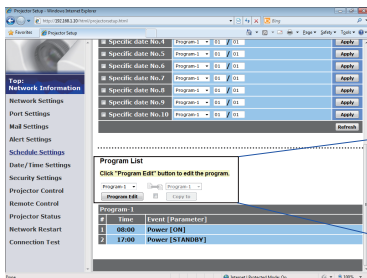 Projector Setup - Windows Internet Explorer
http://192.168.1.10/html/projectorsetup.html
Bing
Favorites Projector Setup
Page Safety Tools
Specific date No.4 Program-1 01 / 01 Apply
Specific date No.5 Program-1 01 / 01 Apply
Specific date No.6 Program-1 01 / 01 Apply
Specific date No.7 Program-1 01 / 01 Apply
Specific date No.8 Program-1 01 / 01 Apply
Specific date No.9 Program-1 01 / 01 Apply
Specific date No.10 Program-1 01 / 01 Apply
Refresh
Top:
Network Information
Network Settings
Port Settings
Mail Settings
Alert Settings
Schedule Settings
Date/Time Settings
Security Settings
Projector Control
Remote Control
Projector Status
Network Restart
Connection Test
Program List
Click "Program Edit" button to edit the program.
Program-1 Program-1
Program Edit Copy to
Program-1
# Time Event [Parameter]
1 08:00 Power [ON]
2 17:00 Power [STANDBY]
Done Internet | Protected Mode: On 100%